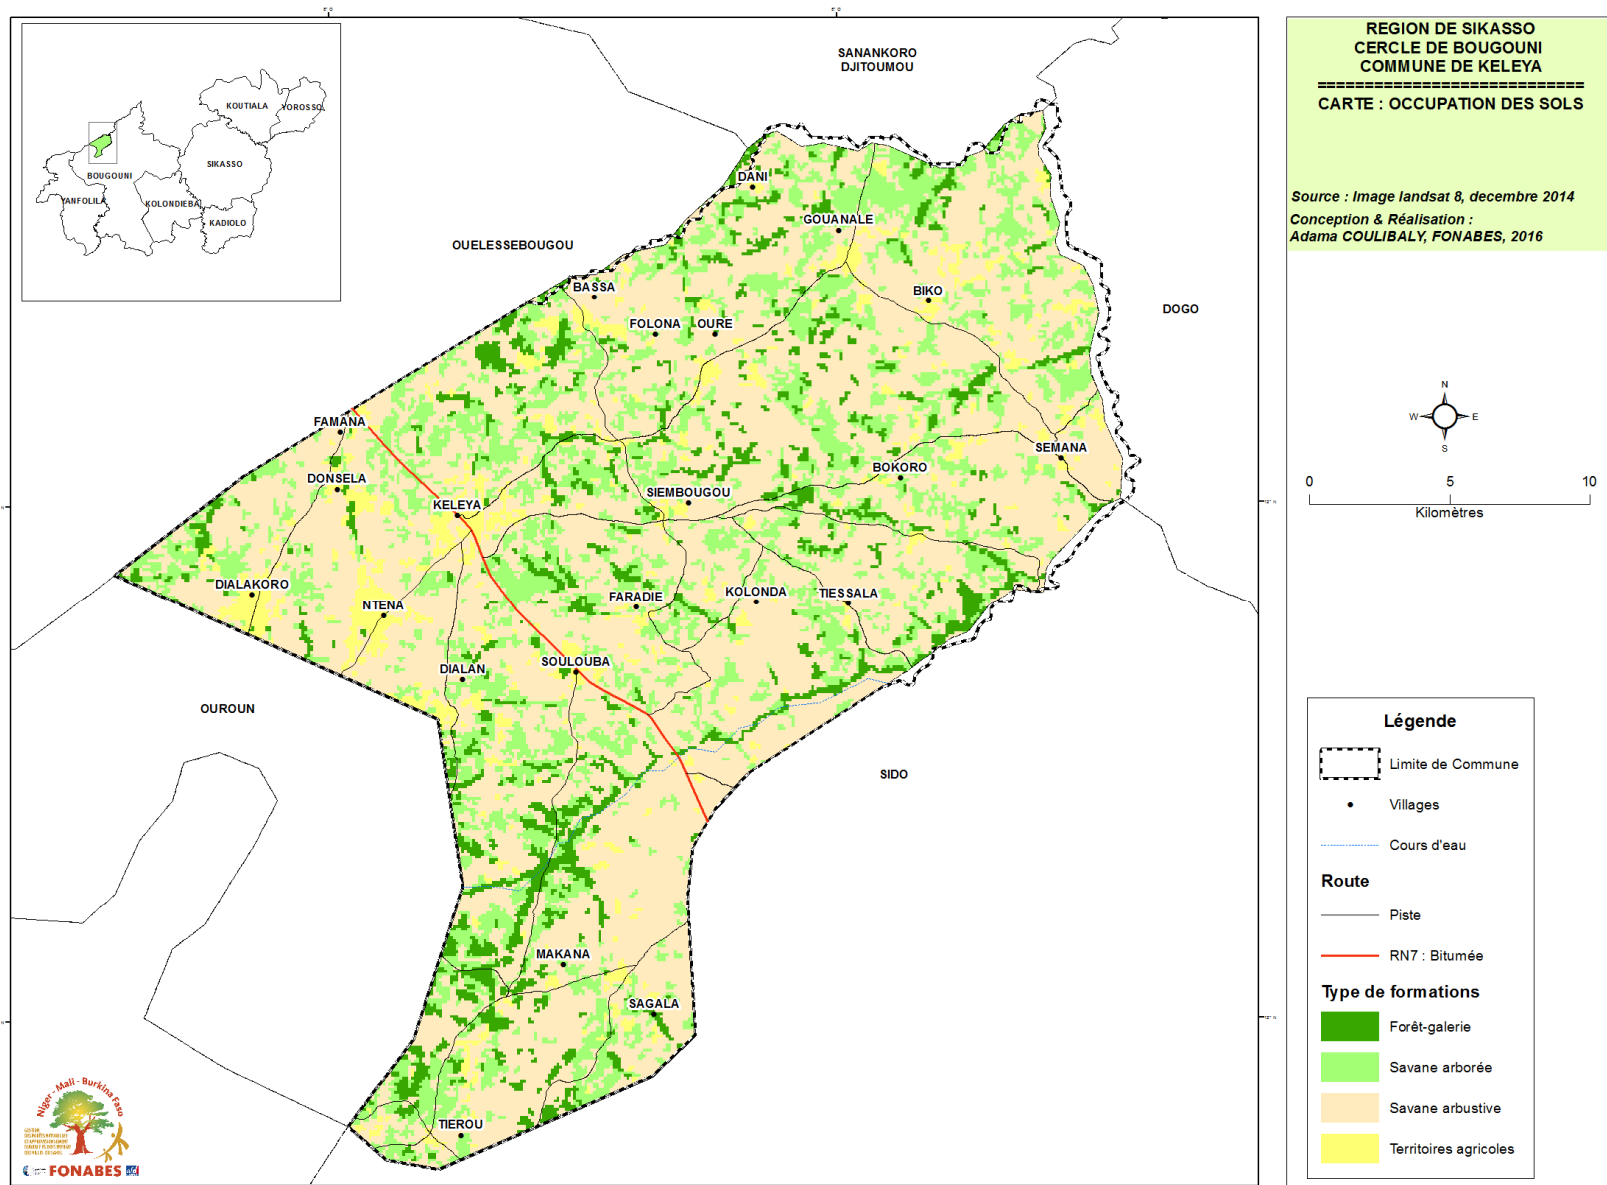 REGION DE SIKASSO
CERCLE DE BOUGOUNI
COMMUNE DE KELEYA
=============================
CARTE : OCCUPATION DES SOLS
Source : Image landsat 8, decembre 2014
Conception & Réalisation :
Adama COULIBALY, FONABES, 2016
KOUTIALA
YOROSSO
SIKASSO
BOUGOUNI
YANFOLILA
KOLONDIEBA
KADIOLO
SANANKORO
DJITOUMOU
OUELESSEBOUGOU
DOGO
OUROUN
SIDO
DANI
GOUANALE
BASSA
BIKO
FOLONA
OURE
FAMANA
SEMANA
DONSELA
BOKORO
SIEMBOUGOU
KELEYA
DIALAKORO
NTENA
FARADIE
KOLONDA
TIESSALA
DIALAN
SOULOUBA
MAKANA
SAGALA
TIEROU
N
W
E
S
0
5
10
Kilomètres
Légende
Limite de Commune
Villages
Cours d'eau
Route
Piste
RN7 : Bitumée
Type de formations
Forêt-galerie
Savane arborée
Savane arbustive
Territoires agricoles
Niger - Mali - Burkina Faso
FONABES